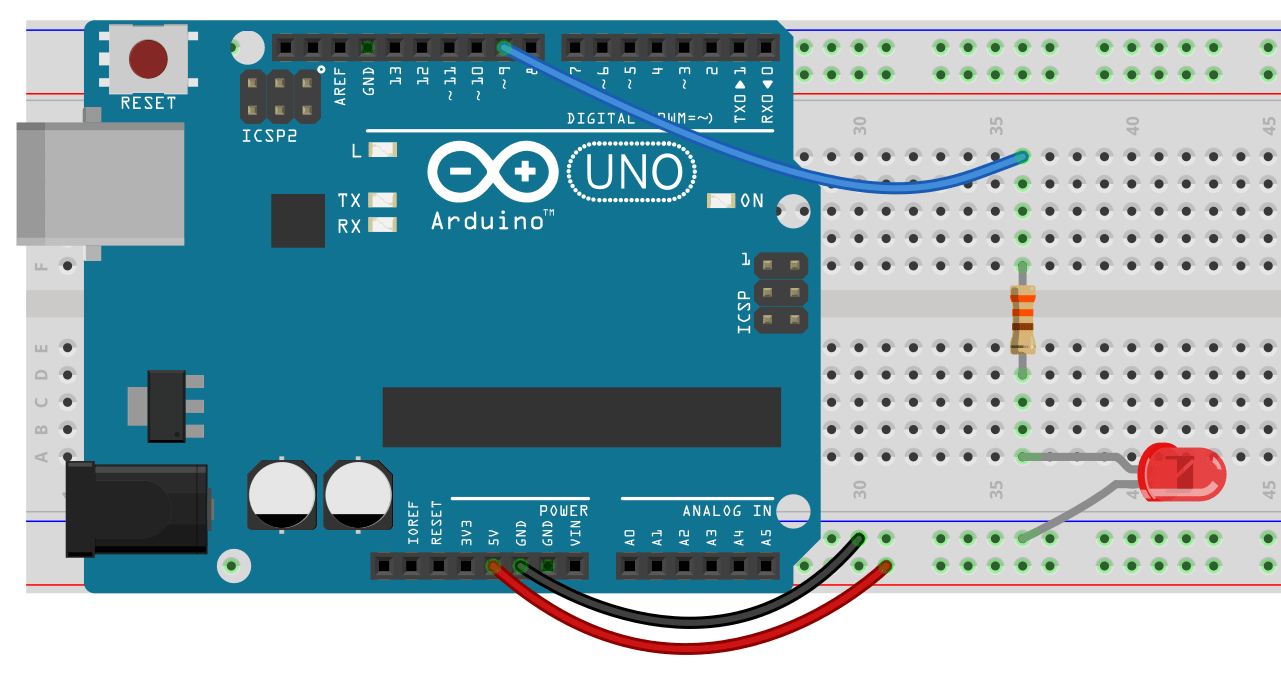 RESET
ICSP2
AREF
GND
13
12
~11
~10
~9
8
7
~6
~5
4
~3
2
TX0 ▶ 1
RX0 ◀ 0
DIGITAL PWM=~)
L
TX
RX
UNO
Arduino™
ON
1
ICSP
POWER
ANALOG IN
IOREF
RESET
3V3
5V
GND
GND
VIN
A0
A1
A2
A3
A4
A5
30
35
40
45
F
E
D
C
B
A
30
35
40
45